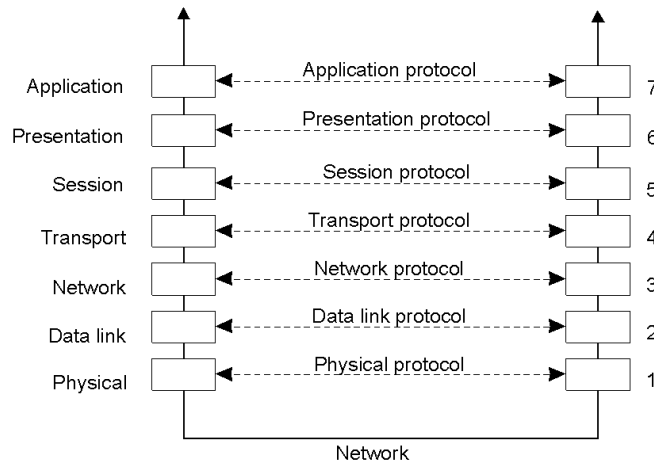 Application Application protocol 7
Presentation Presentation protocol 6
Session Session protocol 5
Transport Transport protocol 4
Network Network protocol 3
Data link Data link protocol 2
Physical Physical protocol 1
Network